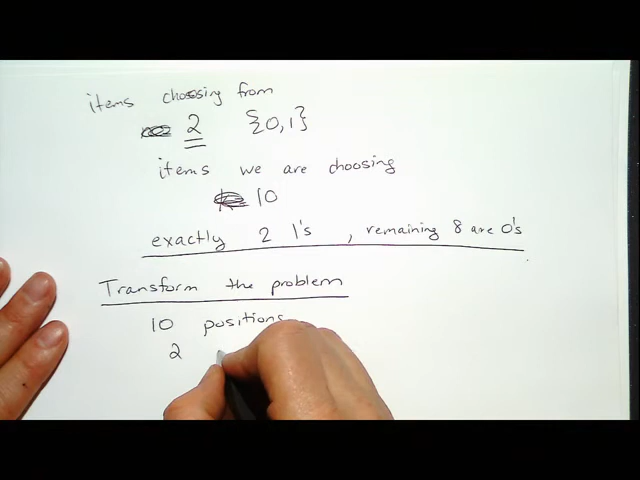 items choosing from
2 {0,1}
items we are choosing
10
exactly 2 1's , remaining 8 are 0's
Transform the problem
10 positions
2